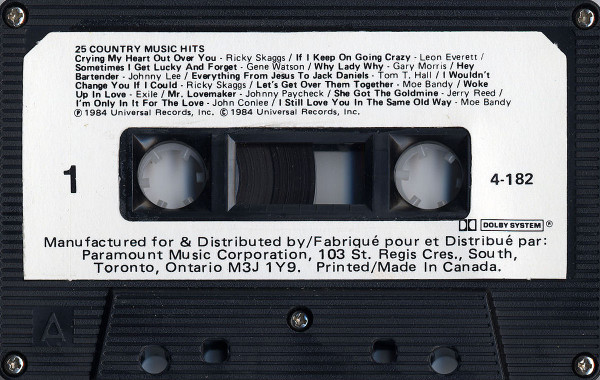 25 COUNTRY MUSIC HITS
Crying My Heart Out Over You - Ricky Skaggs / If I Keep On Going Crazy - Leon Everett /
Sometimes I Get Lucky And Forget - Gene Watson / Why Lady Why - Gary Morris / Hey
Bartender - Johnny Lee / Everything From Jesus To Jack Daniels - Tom T. Hall / I Wouldn't
Change You If I Could - Ricky Skaggs / Let's Get Over Them Together - Moe Bandy / Woke
Up In Love - Exile / Mr. Lovemaker - Johnny Paycheck / She Got The Goldmine - Jerry Reed /
I'm Only In It For The Love - John Conlee / I Still Love You In The Same Old Way - Moe Bandy
℗ 1984 Universal Records, Inc. © 1984 Universal Records, Inc.
1
4-182
DOLBY SYSTEM ®
Manufactured for & Distributed by/Fabriqué pour et Distribué par:
Paramount Music Corporation, 103 St. Regis Cres., South,
Toronto, Ontario M3J 1Y9. Printed/Made In Canada.
A